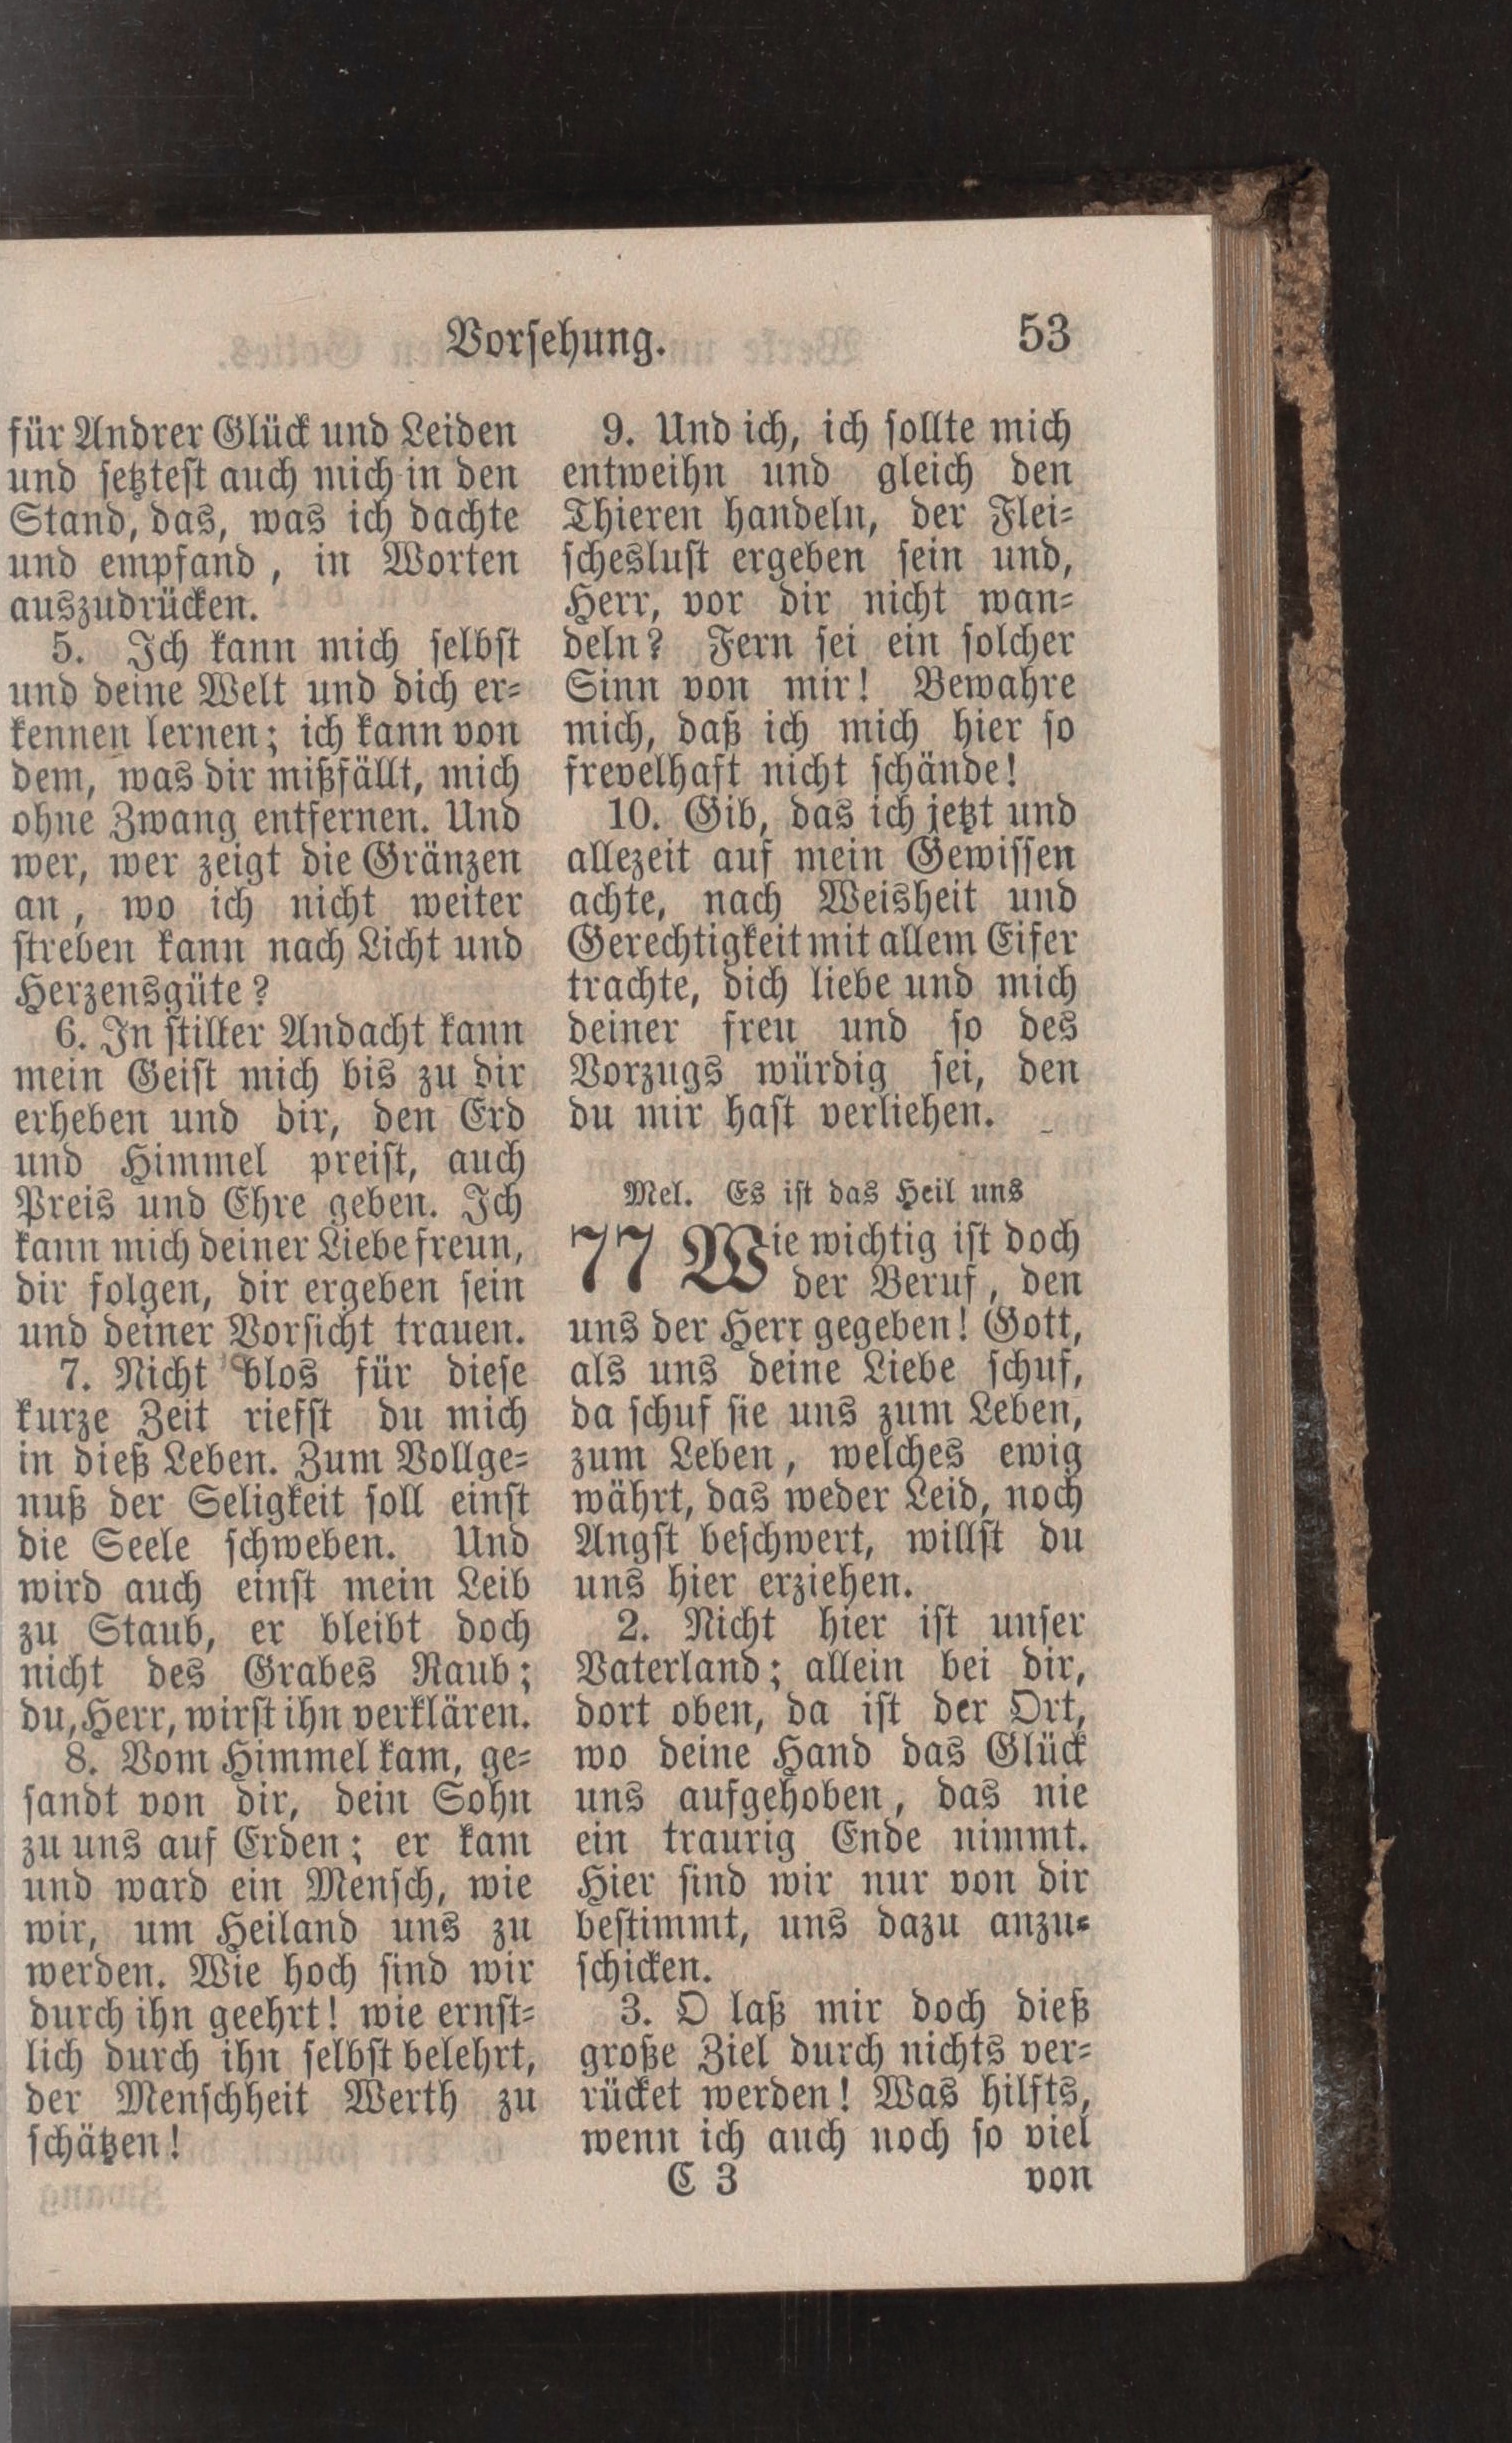 Vorsehung. 53
für Andrer Glück und Leiden
und setztest auch mich in den
Stand, das, was ich dachte
und empfand, in Worten
auszudrücken.
5. Ich kann mich selbst
und deine Welt und dich er-
kennen lernen; ich kann von
dem, was dir mißfällt, mich
ohne Zwang entfernen. Und
wer, wer zeigt die Gränzen
an, wo ich nicht weiter
streben kann nach Licht und
Herzensgüte?
6. In stiller Andacht kann
mein Geist mich bis zu dir
erheben und dir, den Erd
und Himmel preist, auch
Preis und Ehre geben. Ich
kann mich deiner Liebe freun,
dir folgen, dir ergeben sein
und deiner Vorsicht trauen.
7. Nicht blos für diese
kurze Zeit riefst du mich
in dieß Leben. Zum Vollge-
nuß der Seligkeit soll einst
die Seele schweben. Und
wird auch einst mein Leib
zu Staub, er bleibt doch
nicht des Grabes Raub;
du, Herr, wirst ihn verklären.
8. Vom Himmel kam, ge-
sandt von dir, dein Sohn
zu uns auf Erden; er kam
und ward ein Mensch, wie
wir, um Heiland uns zu
werden. Wie hoch sind wir
durch ihn geehrt! wie ernst-
lich durch ihn selbst belehrt,
der Menschheit Werth zu
schätzen!
9. Und ich, ich sollte mich
entweihn und gleich den
Thieren handeln, der Flei-
scheslust ergeben sein und,
Herr, vor dir nicht wan-
deln? Fern sei ein solcher
Sinn von mir! Bewahre
mich, daß ich mich hier so
frevelhaft nicht schände!
10. Gib, das ich jetzt und
allezeit auf mein Gewissen
achte, nach Weisheit und
Gerechtigkeit mit allem Eifer
trachte, dich liebe und mich
deiner freu und so des
Vorzugs würdig sei, den
du mir hast verliehen.
Mel. Es ist das Heil uns
77 Wie wichtig ist doch
der Beruf, den
uns der Herr gegeben! Gott,
als uns deine Liebe schuf,
da schuf sie uns zum Leben,
zum Leben, welches ewig
währt, das weder Leid, noch
Angst beschwert, willst du
uns hier erziehen.
2. Nicht hier ist unser
Vaterland; allein bei dir,
dort oben, da ist der Ort,
wo deine Hand das Glück
uns aufgehoben, das nie
ein traurig Ende nimmt.
Hier sind wir nur von dir
bestimmt, uns dazu anzu-
schicken.
3. O laß mir doch dieß
große Ziel durch nichts ver-
rücket werden! Was hilfts,
wenn ich auch noch so viel
C 3 von